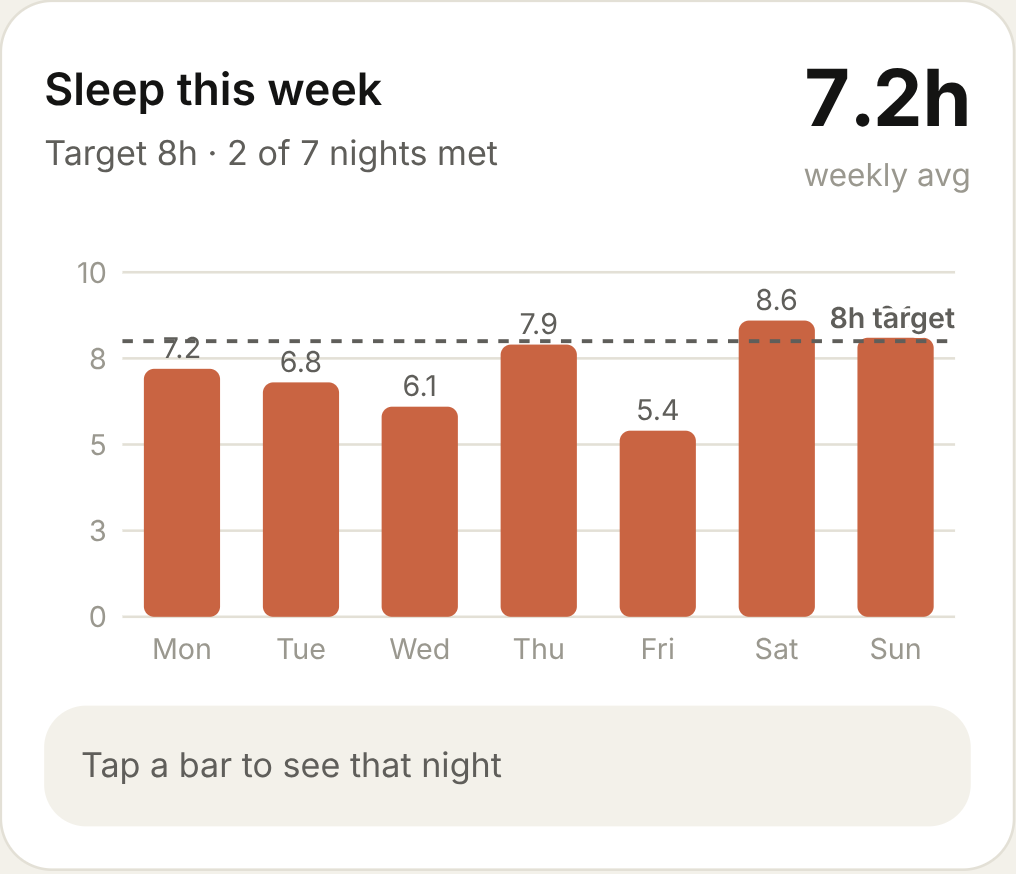 Sleep this week
7.2h
Target 8h · 2 of 7 nights met
weekly avg
10
8
5
3
0
7.2
6.8
6.1
7.9
5.4
8.6
8h target
Mon
Tue
Wed
Thu
Fri
Sat
Sun
Tap a bar to see that night